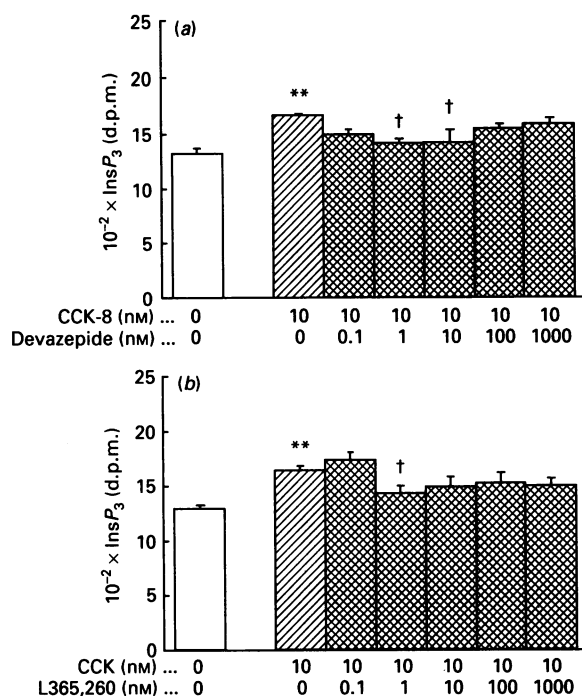 25
(a)
20
**
† †
15
10
5
0
10⁻² × InsP₃ (d.p.m.)
CCK-8 (nM) ... 0 10 10 10 10 10 10
Devazepide (nM) ... 0 0 0.1 1 10 100 1000
25
(b)
20
**
†
15
10
5
0
10⁻² × InsP₃ (d.p.m.)
CCK (nM) ... 0 10 10 10 10 10 10
L365,260 (nM) ... 0 0 0.1 1 10 100 1000